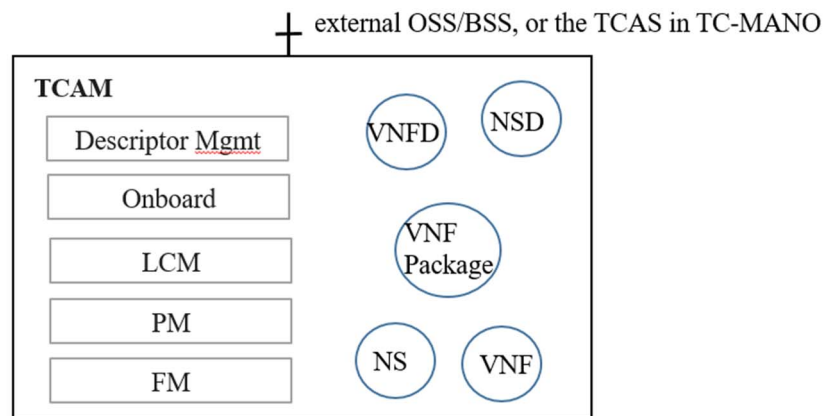 external OSS/BSS, or the TCAS in TC-MANO
TCAM
Descriptor Mgmt
Onboard
LCM
PM
FM
VNFD
NSD
VNF
Package
NS
VNF